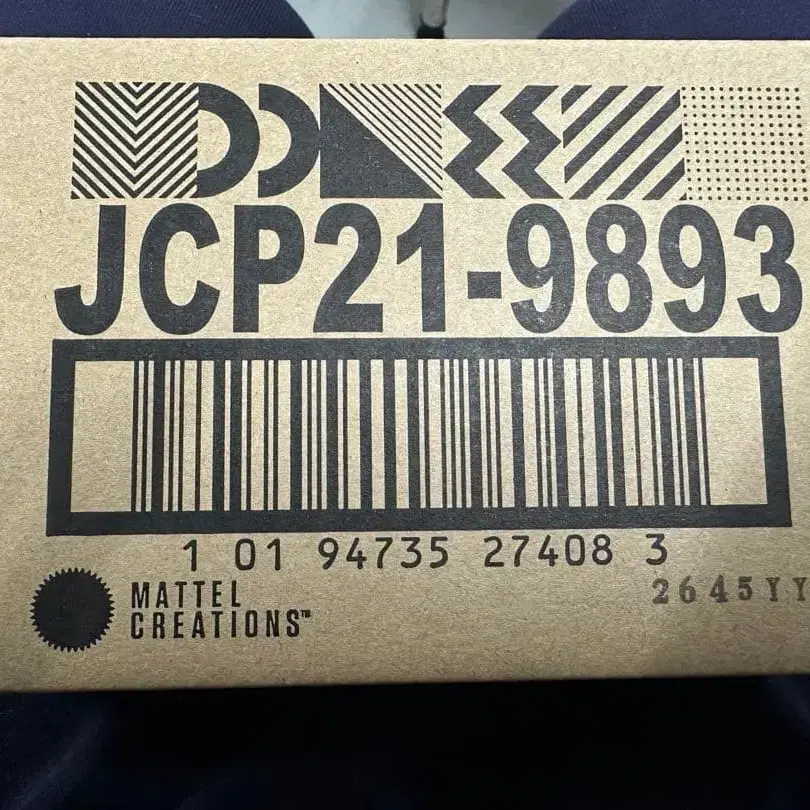 JCP21-9893
1 01 94735 27408 3
MATTEL
CREATIONS™
2645YY